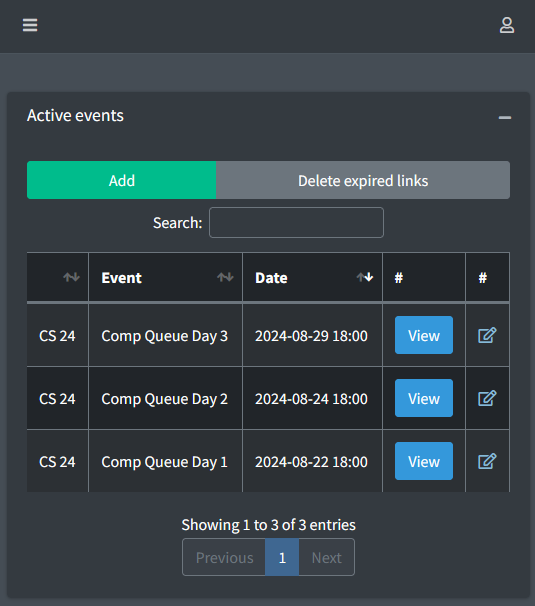 Active events
Add Delete expired links
Search:
Event Date # #
CS 24 Comp Queue Day 3 2024-08-29 18:00 View
CS 24 Comp Queue Day 2 2024-08-24 18:00 View
CS 24 Comp Queue Day 1 2024-08-22 18:00 View
Showing 1 to 3 of 3 entries
Previous 1 Next